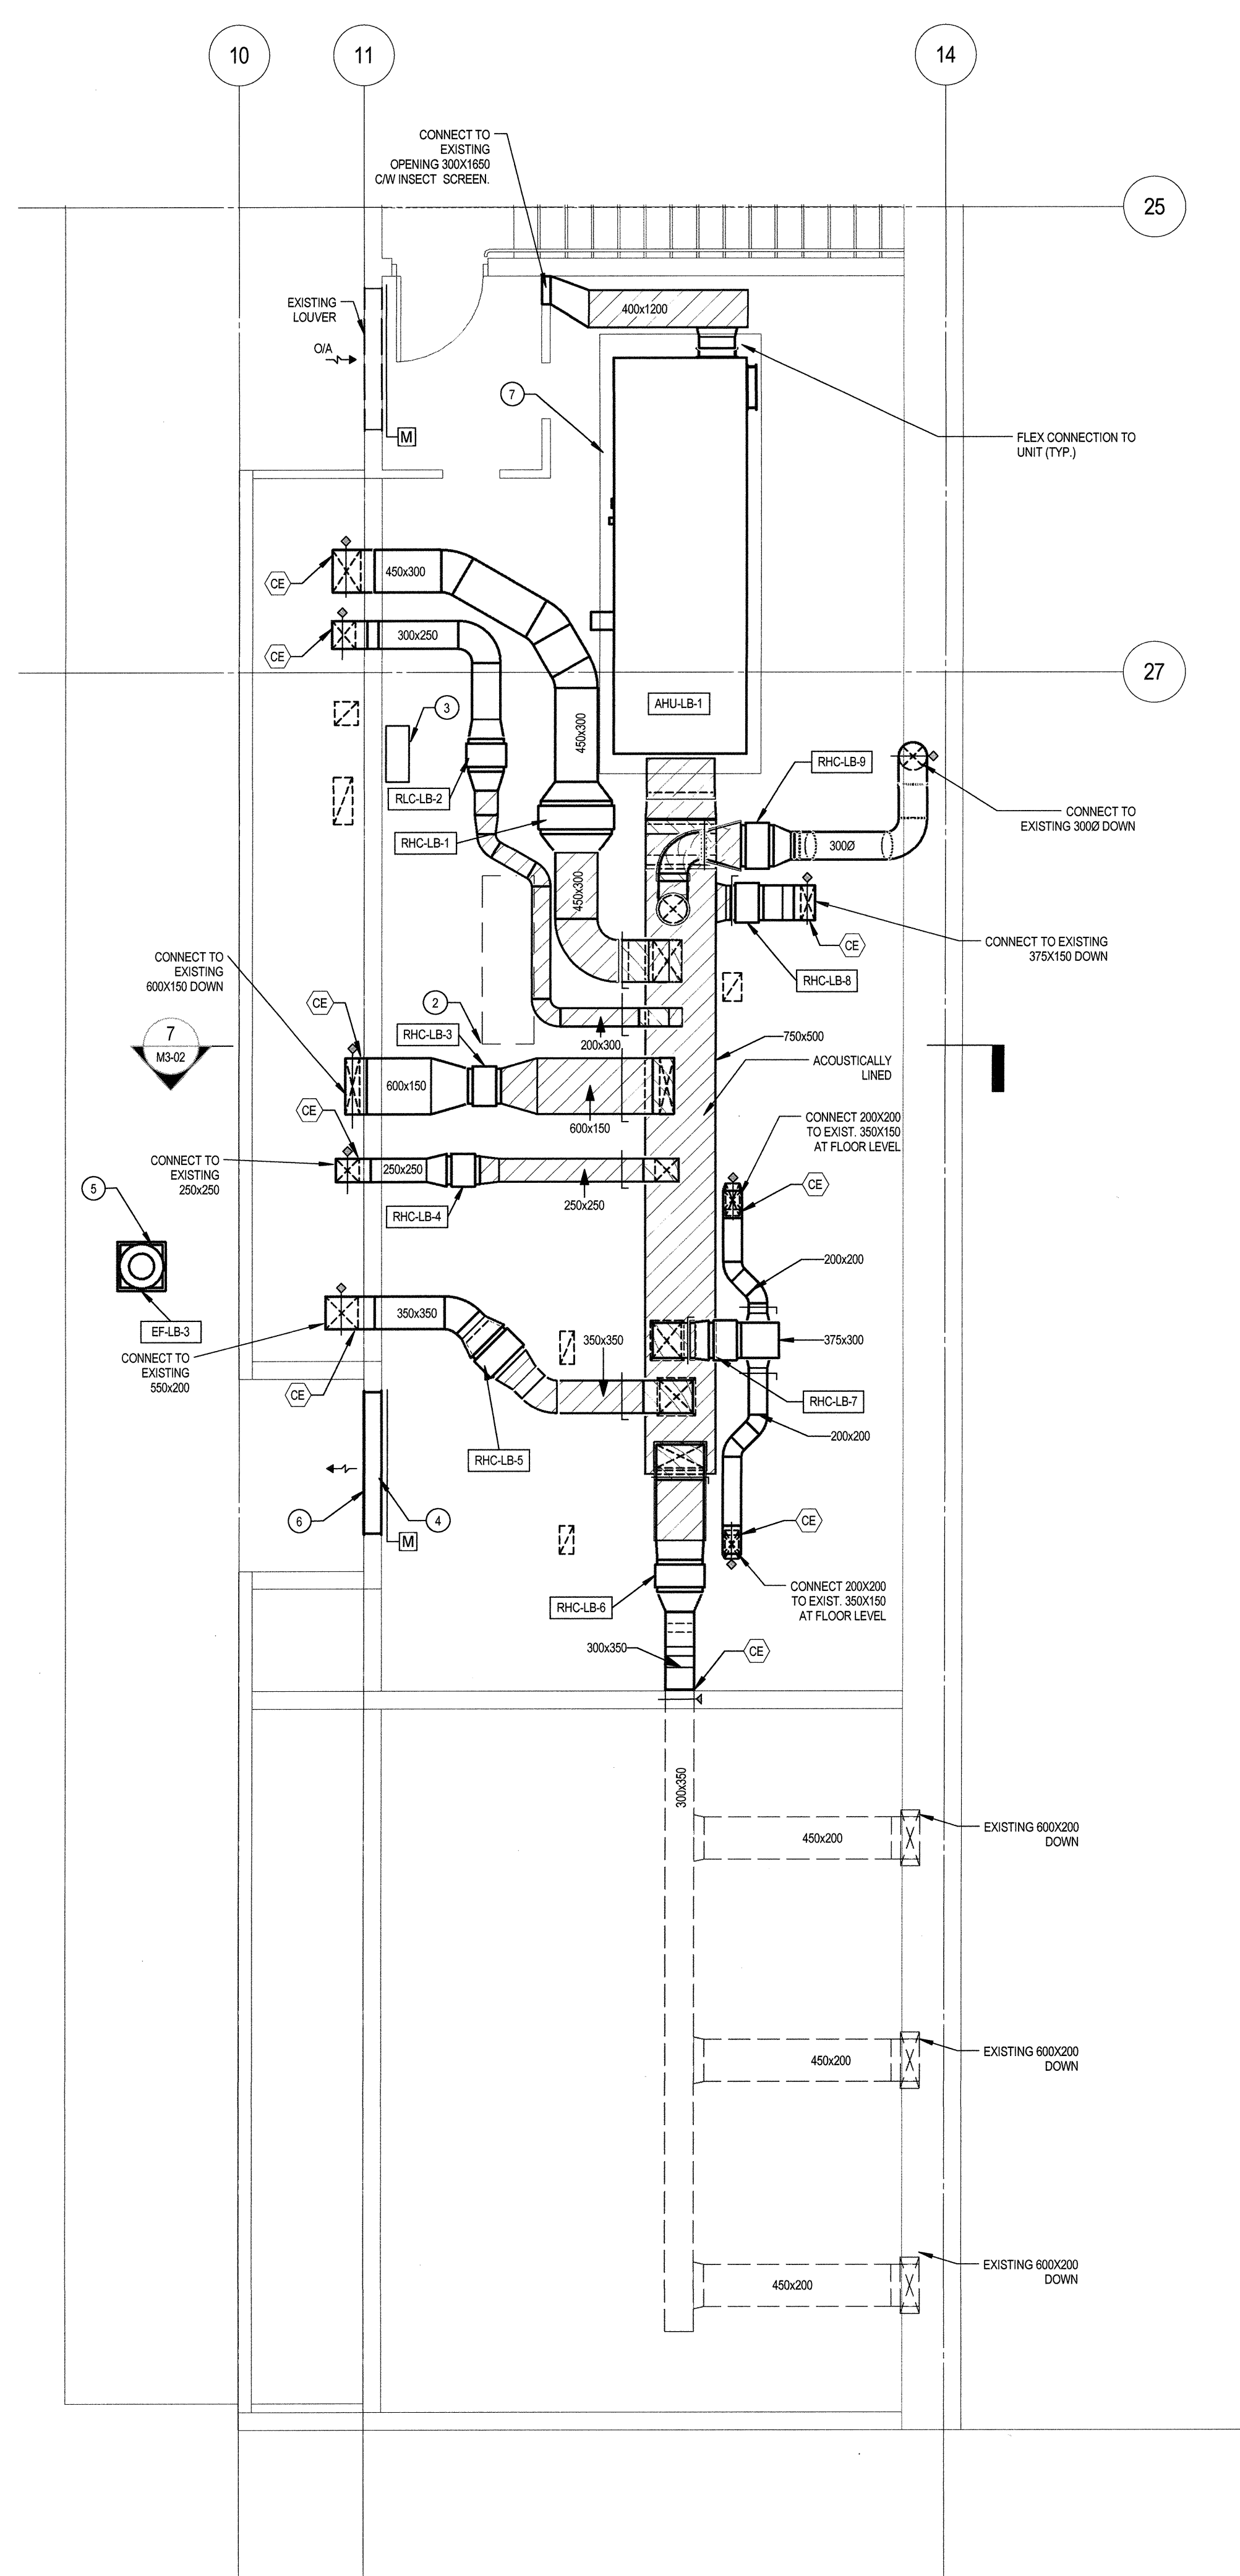 10
11
14
CONNECT TO
EXISTING
OPENING 300X1650
C/W INSECT SCREEN.
25
EXISTING
LOUVER
O/A
400x1200
7
M
FLEX CONNECTION TO
UNIT (TYP.)
CE
450x300
CE
300x250
27
AHU-LB-1
3
450x300
RHC-LB-9
RLC-LB-2
RHC-LB-1
CONNECT TO
EXISTING 300Ø DOWN
300Ø
450x300
CE
CONNECT TO EXISTING
375X150 DOWN
RHC-LB-8
CONNECT TO
EXISTING
600X150 DOWN
CE
2
RHC-LB-3
200x300
750x500
7
M3-02
ACOUSTICALLY
LINED
600x150
600x150
CE
CONNECT 200X200
TO EXIST. 350X150
AT FLOOR LEVEL
CONNECT TO
EXISTING
250x250
250x250
250x250
CE
5
RHC-LB-4
200x200
EF-LB-3
350x350
350x350
375x300
CONNECT TO
EXISTING
550x200
CE
RHC-LB-7
200x200
RHC-LB-5
6
4
M
CE
CONNECT 200X200
TO EXIST. 350X150
AT FLOOR LEVEL
RHC-LB-6
300x350
CE
300x350
450x200
EXISTING 600X200
DOWN
450x200
EXISTING 600X200
DOWN
450x200
EXISTING 600X200
DOWN